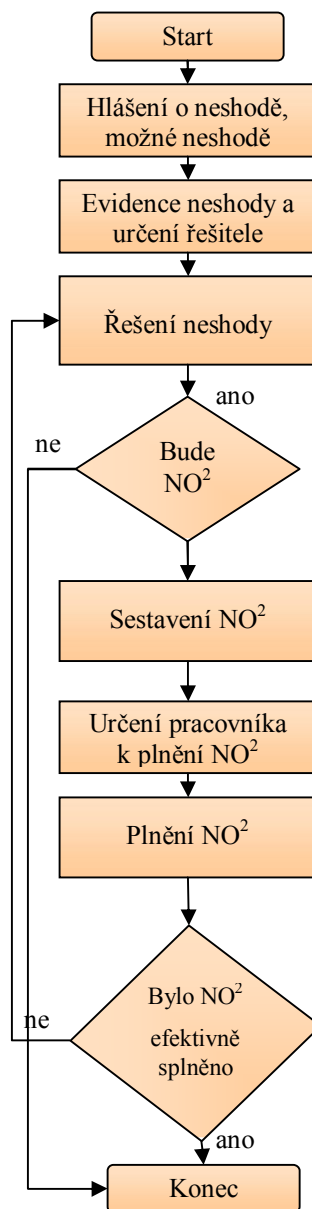 Start
Hlášení o neshodě,
možné neshodě
Evidence neshody a
určení řešitele
Řešení neshody
ano
ne
Bude
NO²
Sestavení NO²
Určení pracovníka
k plnění NO²
Plnění NO²
Bylo NO²
efektivně
splněno
ne
ano
Konec